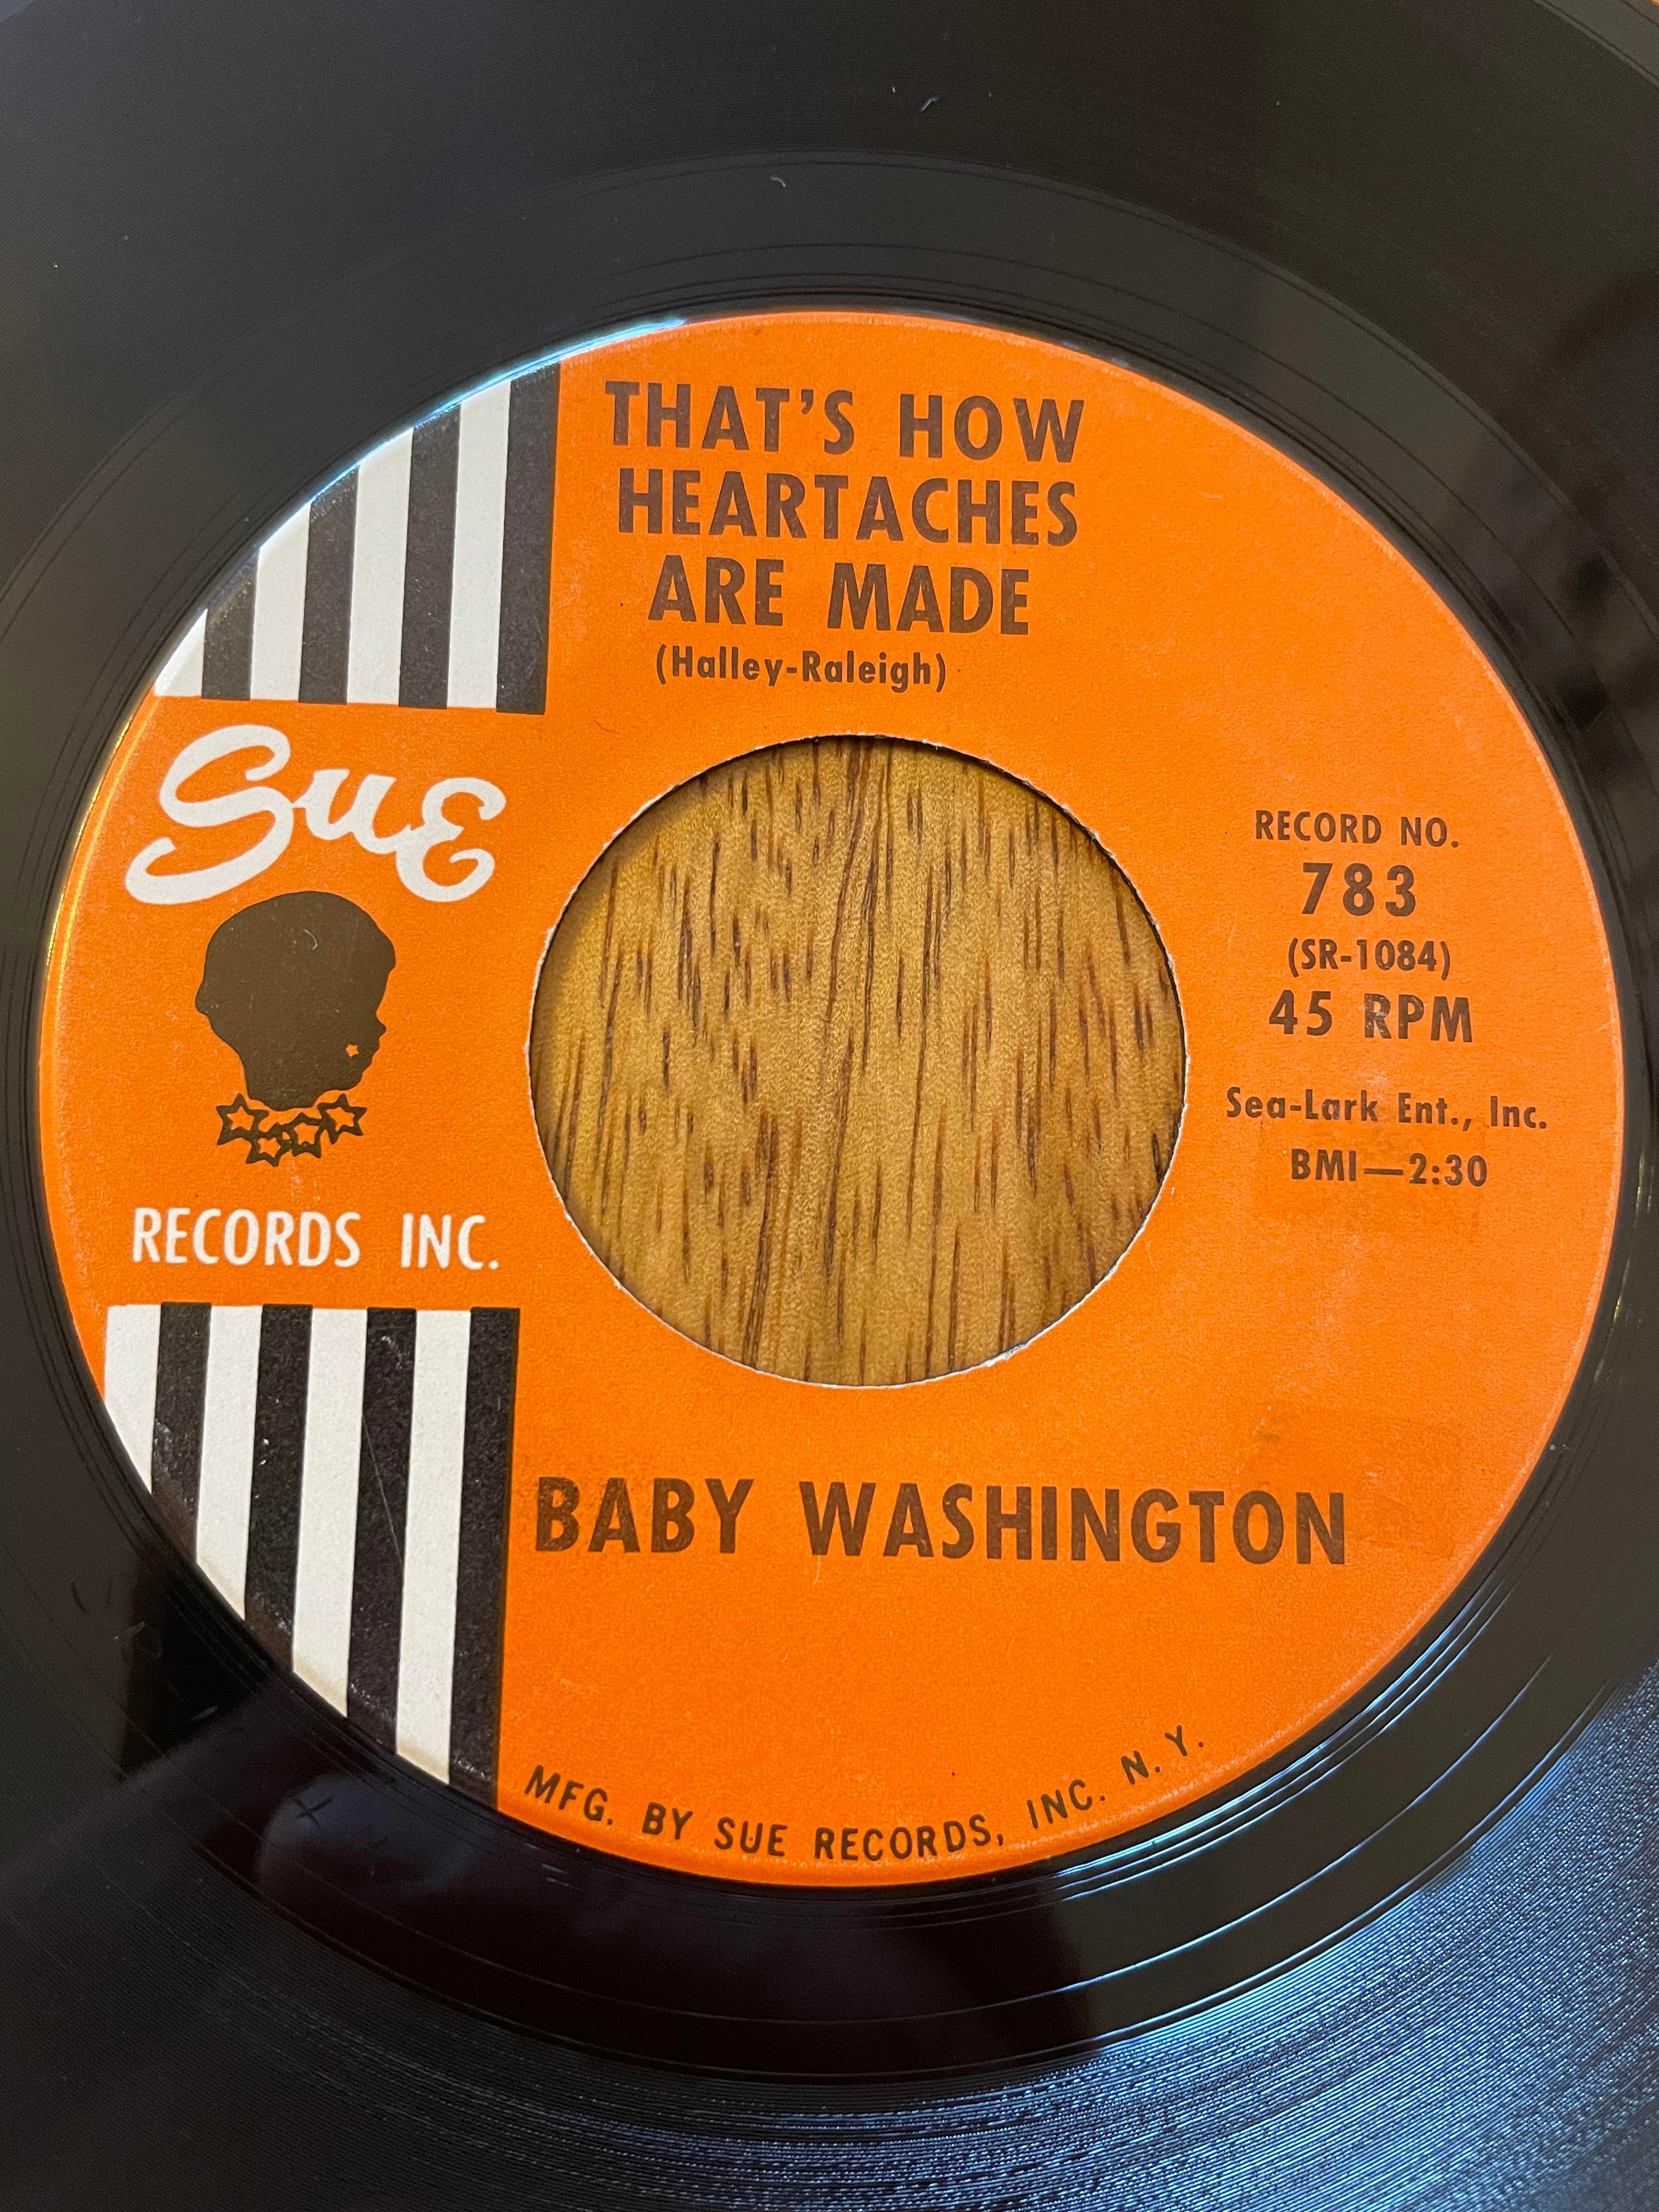 THAT'S HOW
HEARTACHES
ARE MADE
(Halley-Raleigh)
Sue
RECORDS INC.
RECORD NO.
783
(SR-1084)
45 RPM
Sea-Lark Ent., Inc.
BMI—2:30
BABY WASHINGTON
MFG. BY SUE RECORDS, INC. N. Y.